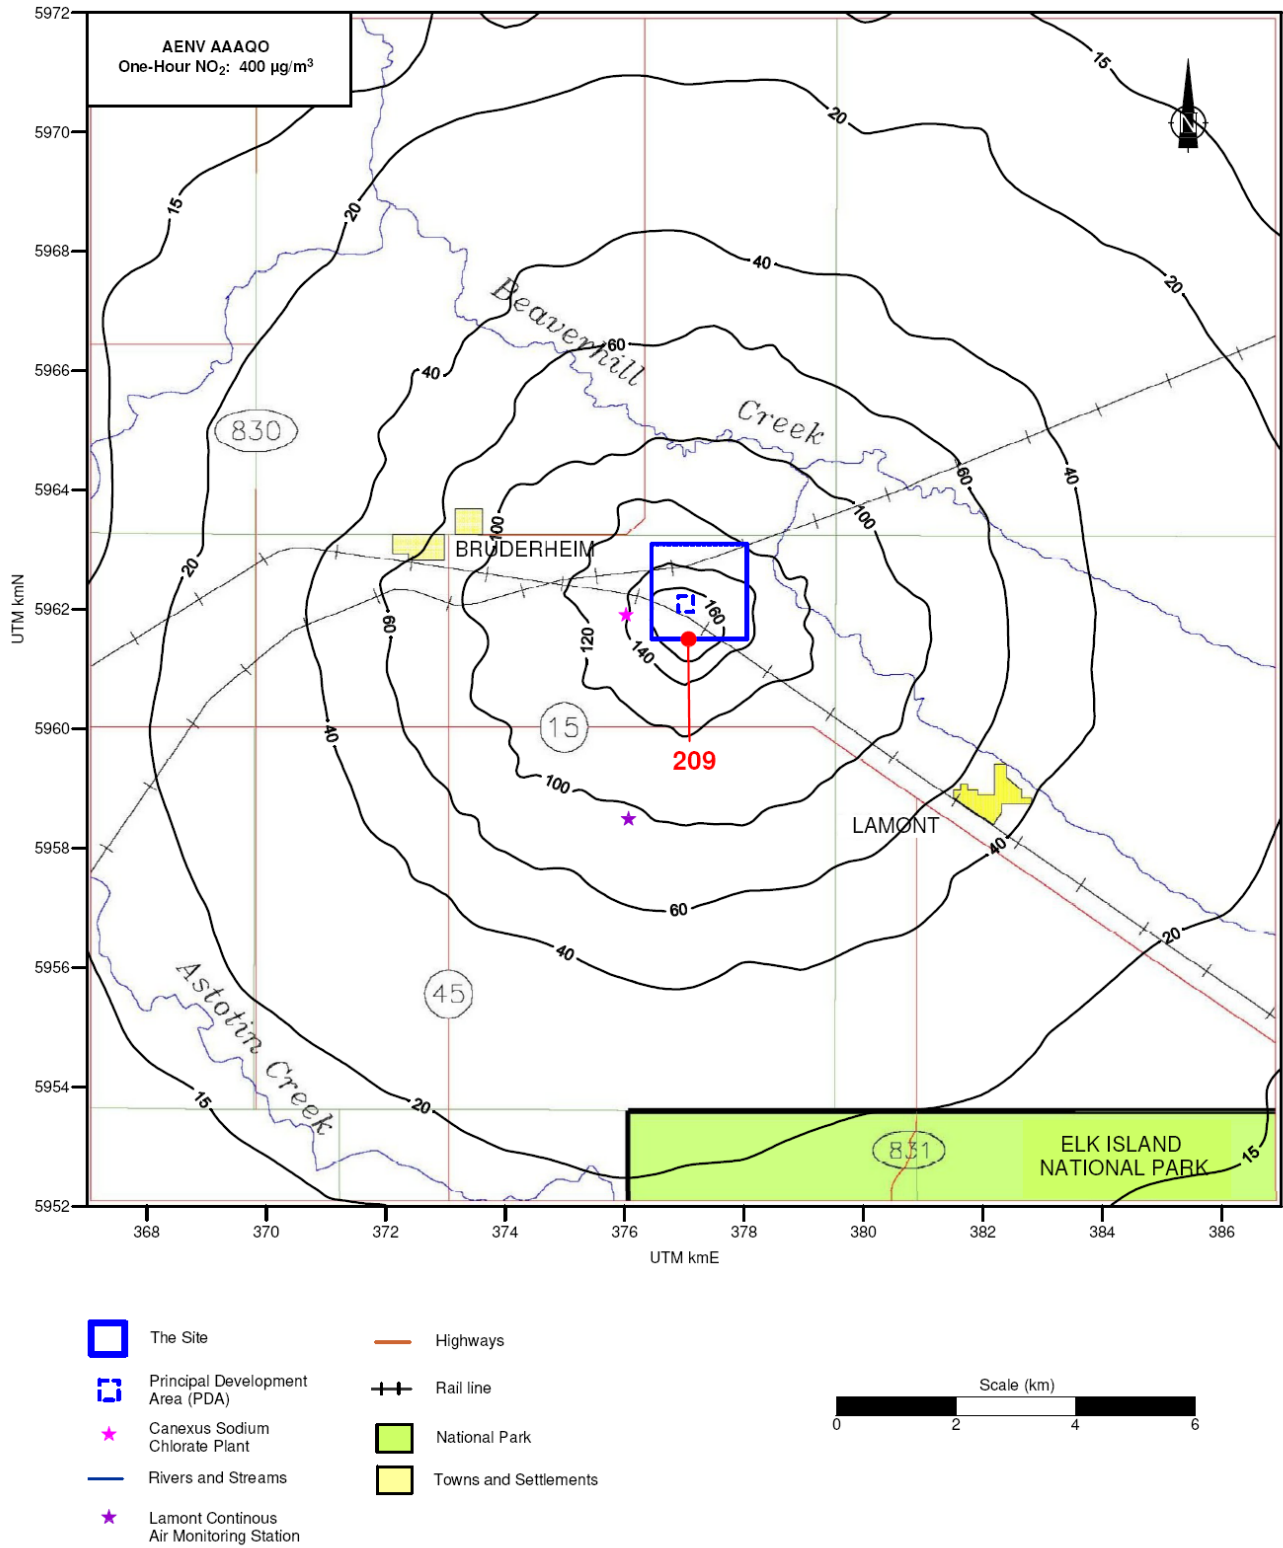 AENV AAAQO
One-Hour NO₂: 400 µg/m³
N
5972
5970
5968
5966
5964
5962
5960
5958
5956
5954
5952
UTM kmN
368
370
372
374
376
378
380
382
384
386
UTM kmE
15
20
15
20
40
20
Beaverhill
Creek
60
40
830
60
40
100
100
BRUDERHEIM
20
160
60
120
140
15
40
209
100
LAMONT
40
60
20
40
45
Astotin Creek
15
20
831
ELK ISLAND
NATIONAL PARK
15
The Site
Principal Development
Area (PDA)
Canexus Sodium
Chlorate Plant
Rivers and Streams
Lamont Continous
Air Monitoring Station
Highways
Rail line
National Park
Towns and Settlements
Scale (km)
0
2
4
6